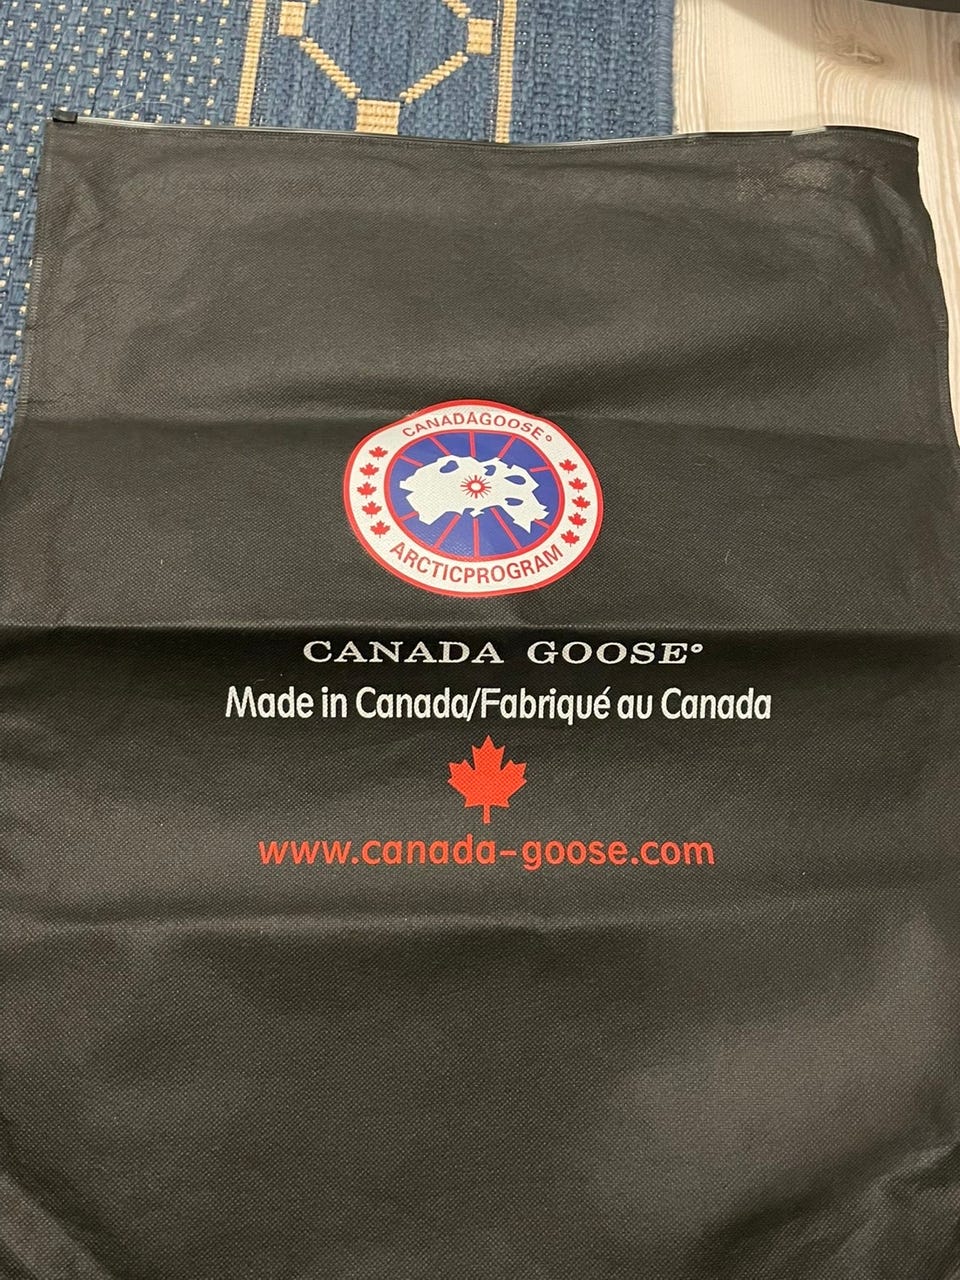 CANADAGOOSE°
ARCTICPROGRAM
CANADA GOOSE°
Made in Canada/Fabriqué au Canada
www.canada-goose.com